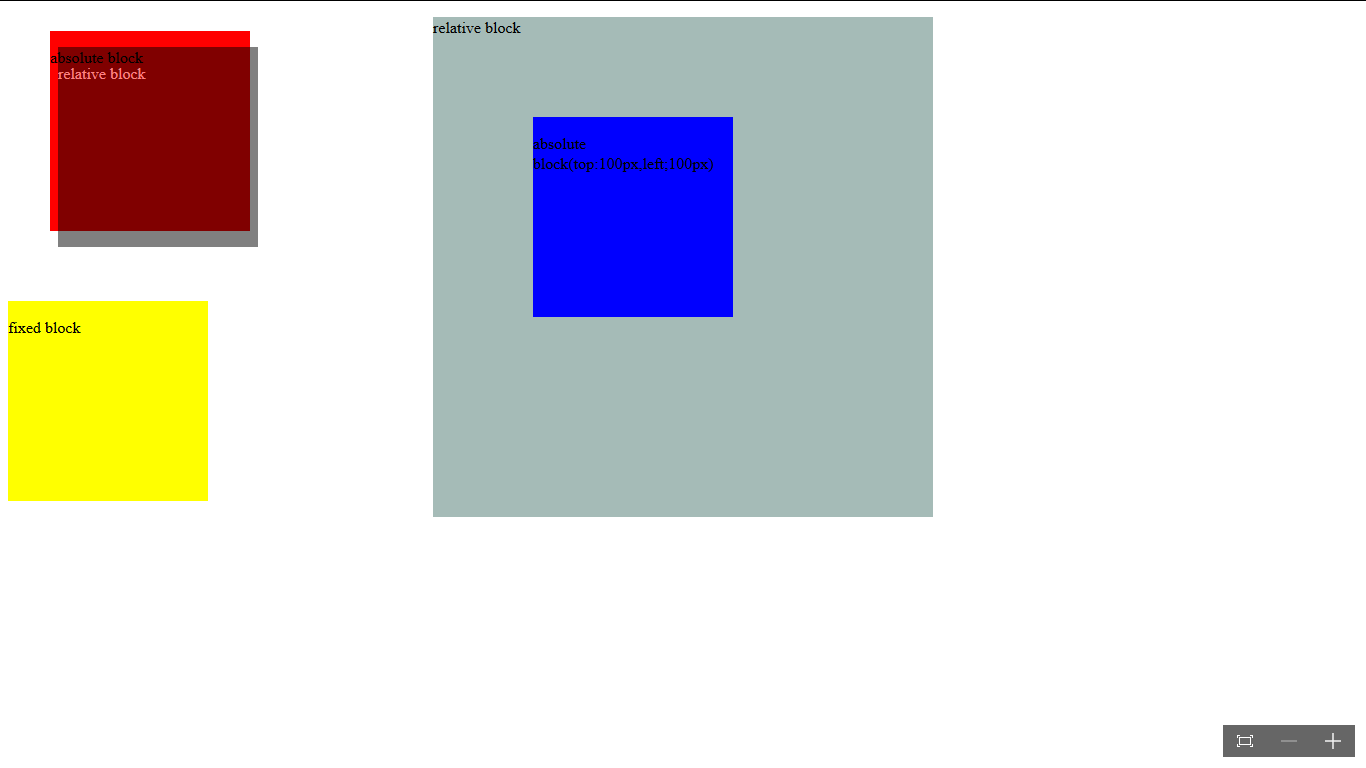 absolute block
relative block
fixed block
relative block
absolute
block(top:100px,left;100px)